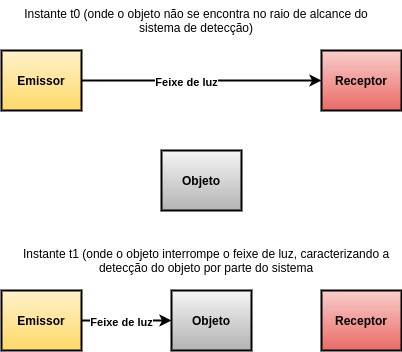 Instante t0 (onde o objeto não se encontra no raio de alcance do
sistema de detecção)
Emissor
Feixe de luz
Receptor
Objeto
Instante t1 (onde o objeto interrompe o feixe de luz, caracterizando a
detecção do objeto por parte do sistema
Emissor
Feixe de luz
Objeto
Receptor